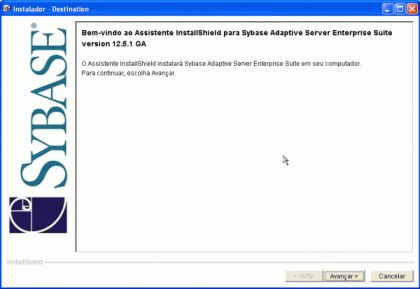 Instalador - Destination
SYBASE®
Bem-vindo ao Assistente InstallShield para Sybase Adaptive Server Enterprise Suite
version 12.5.1 GA
O Assistente InstallShield instalará Sybase Adaptive Server Enterprise Suite em seu computador.
Para continuar, escolha Avançar.
InstallShield
< Voltar
Avançar >
Cancelar